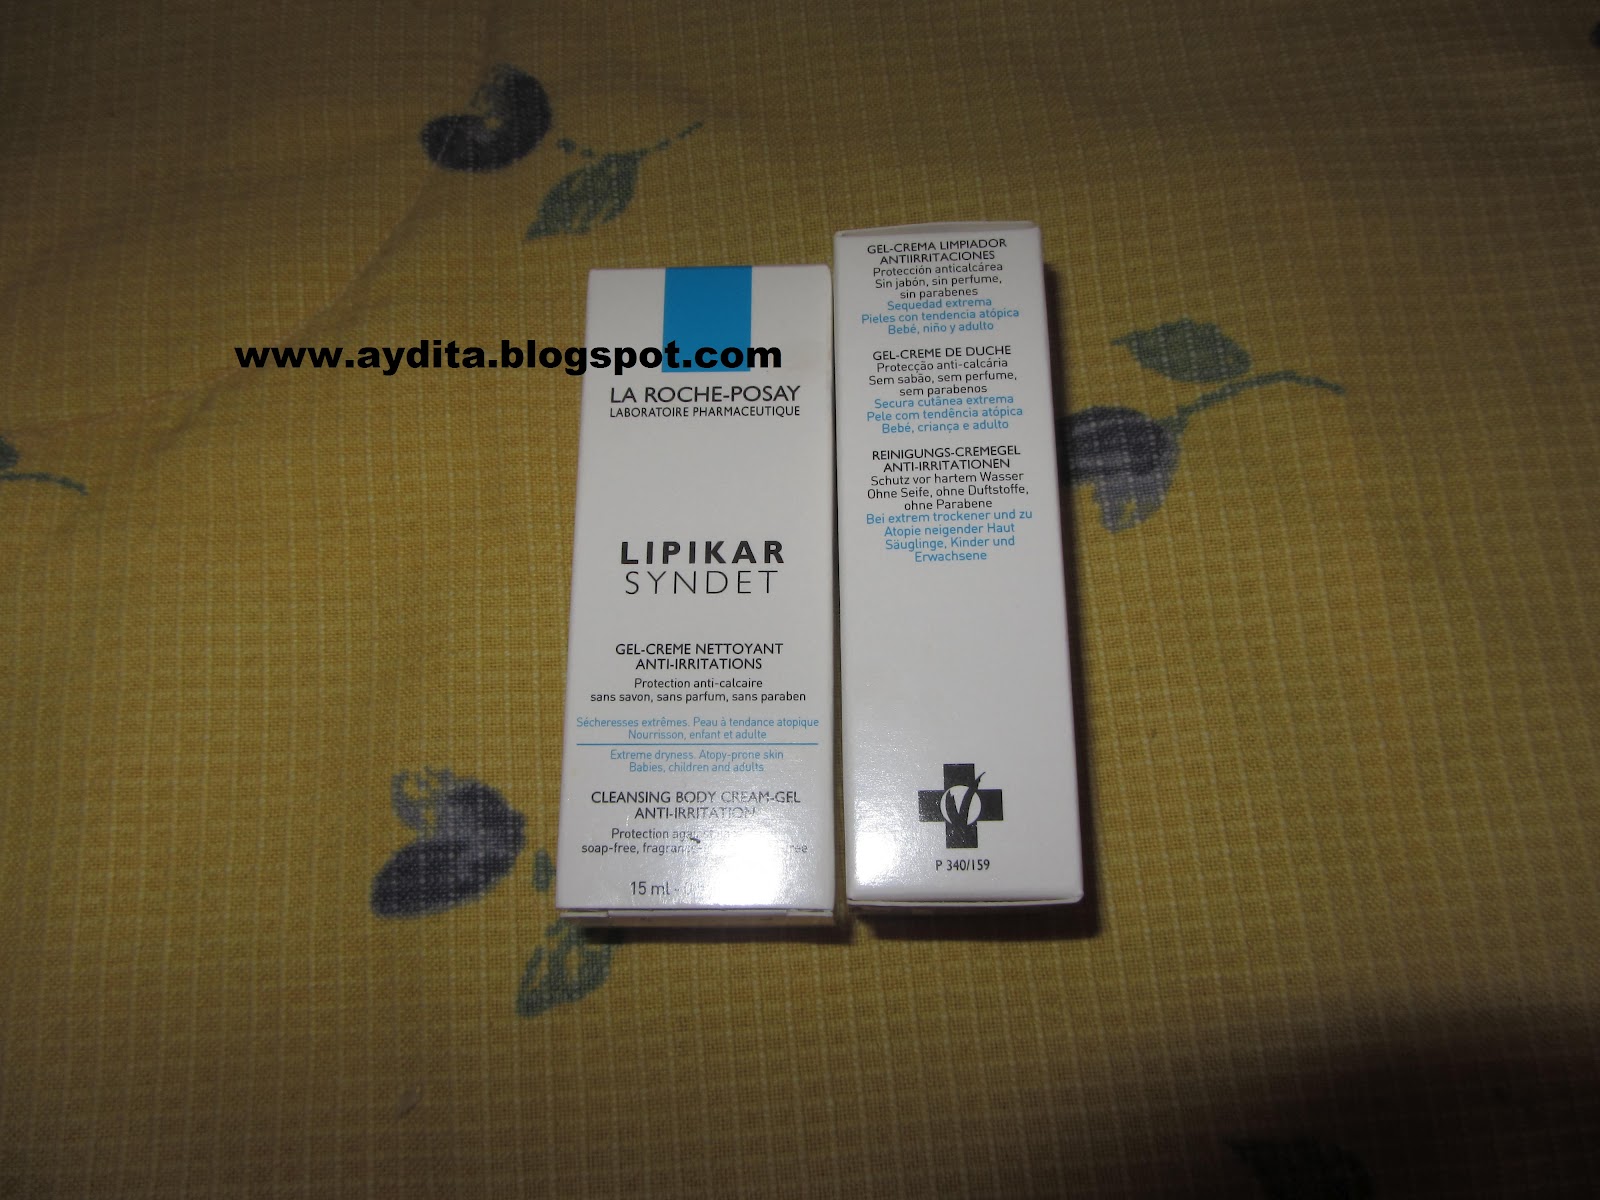 www.aydita.blogspot.com
LA ROCHE-POSAY
LABORATOIRE PHARMACEUTIQUE
LIPIKAR
SYNDET
GEL-CREME NETTOYANT
ANTI-IRRITATIONS
Protection anti-calcaire
sans savon, sans parfum, sans paraben
Sécheresses extrêmes. Peau à tendance atopique
Nourrisson, enfant et adulte
Extreme dryness. Atopy-prone skin
Babies, children and adults
CLEANSING BODY CREAM-GEL
ANTI-IRRITATION
Protection against
soap-free,
15 ml -
GEL-CREMA LIMPIADOR
ANTIIRRITACIONES
Protección anticalcárea
Sin jabón, sin perfume,
sin parabenes
Sequedad extrema
Pieles con tendencia atópica
Bebé, niño y adulto
GEL-CREME DE DUCHE
Protecção anti-calcária
Sem sabão, sem perfume,
sem parabenos
Secura cutânea extrema
Pele com tendência atópica
Bebé, criança e adulto
REINIGUNGS-CREMEGEL
ANTI-IRRITATIONEN
Schutz vor hartem Wasser
Ohne Seife, ohne Duftstoffe,
ohne Parabene
Bei extrem trockener und zu
Atopie neigender Haut
Säuglinge, Kinder und
Erwachsene
P 340/159